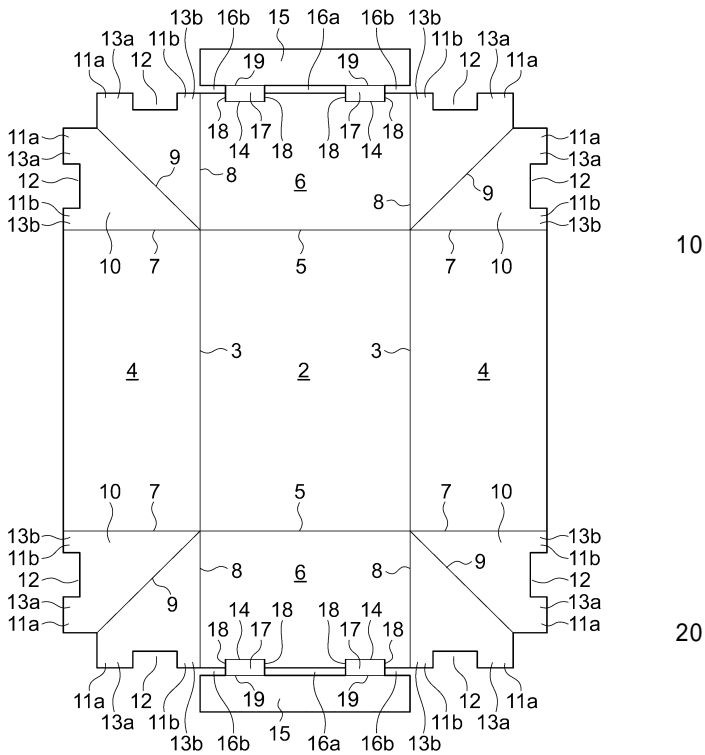 13b 16b 15 16a 16b 13b
13a 11b 11b 13a
11a 12 19 19 12 11a
11a 18 17 18 18 17 18 11a
13a 14 14 13a
12 9 8 6 8 9 12
11b 11b
13b 13b
10 7 5 7 10 10
3 3
4 2 4
10 7 5 7 10
13b 13b
11b 11b
12 9 8 6 8 9 12
13a 14 14 13a
11a 18 17 18 18 17 18 11a 20
11a 12 19 19 12 11a
13a 11b 11b 13a
13b 16b 15 16a 16b 13b